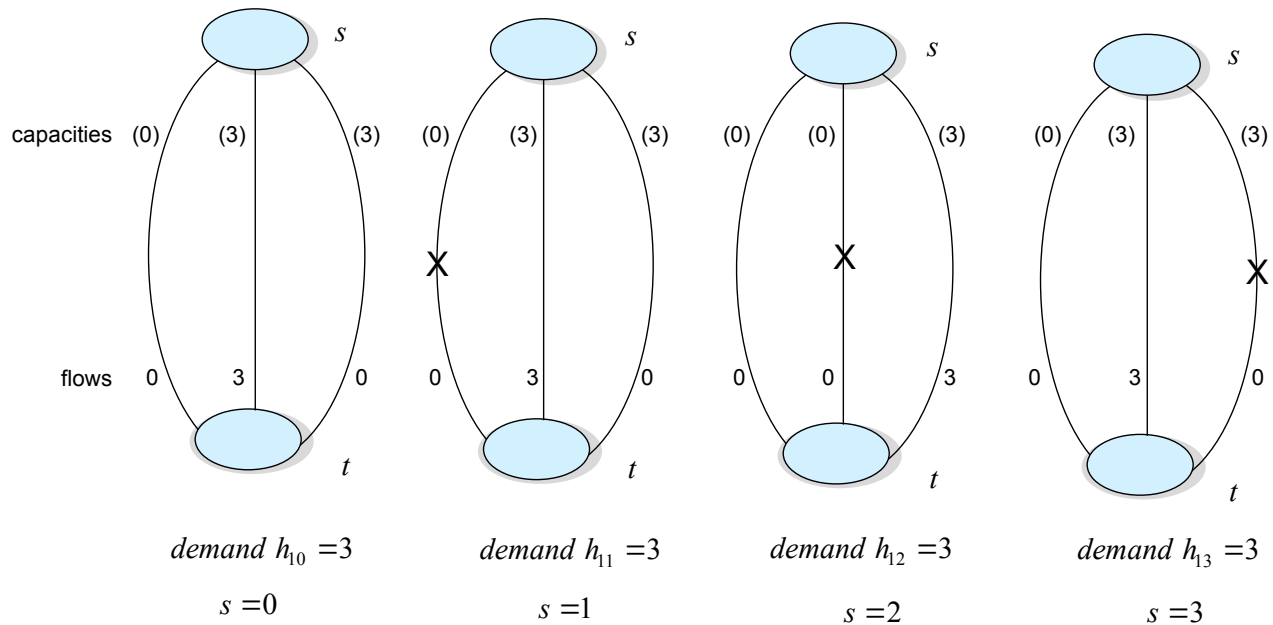 s s s s
capacities (0) (3) (3) (0) (3) (3) (0) (0) (3) (0) (3) (3)
X X X
flows 0 3 0 0 3 0 0 0 3 0 3 0
t t t t
demand h10 =3 demand h11 =3 demand h12 =3 demand h13 =3
s =0 s =1 s =2 s =3